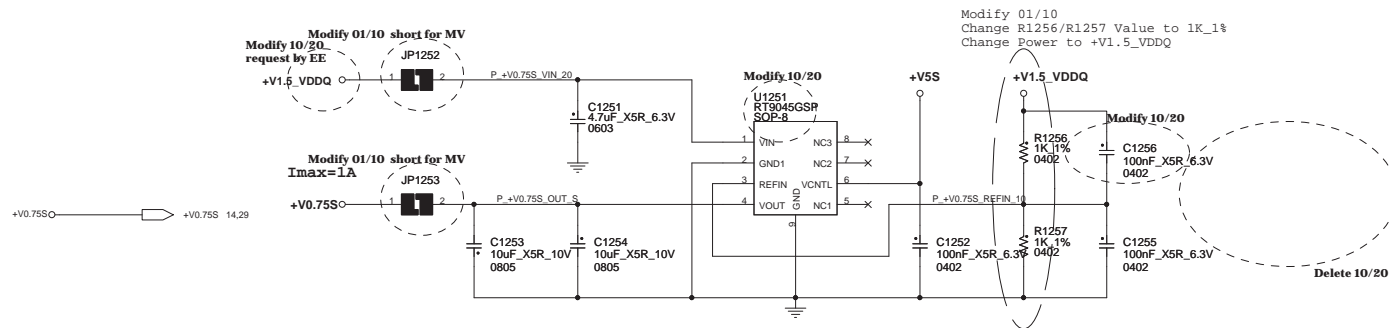 Modify 01/10
Change R1256/R1257 Value to 1K_1%
Change Power to +V1.5_VDDQ
Modify 10/20
request by EE
Modify 01/10 short for MV
JP1252
+V1.5_VDDQ
1
2
P_+V0.75S_VIN_20
C1251
4.7uF_X5R_6.3V
0603
Modify 10/20
U1251
RT9045GSP
SOP-8
1
VIN
2
GND1
3
REFIN
4
VOUT
NC3
8
NC2
7
VCNTL
6
NC1
5
GND
9
+V5S
+V1.5_VDDQ
R1256
1K_1%
0402
Modify 10/20
C1256
100nF_X5R_6.3V
0402
Modify 01/10 short for MV
Imax=1A
JP1253
+V0.75S
1
2
P_+V0.75S_OUT_S
P_+V0.75S_REFIN_10
+V0.75S
+V0.75S 14,29
C1253
10uF_X5R_10V
0805
C1254
10uF_X5R_10V
0805
C1252
100nF_X5R_6.3V
0402
R1257
1K_1%
0402
C1255
100nF_X5R_6.3V
0402
Delete 10/20